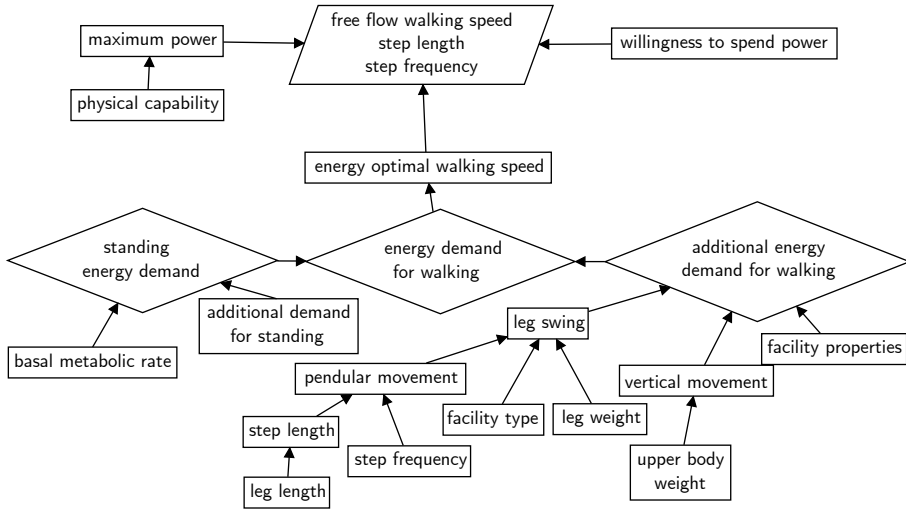 free flow walking speed
step length
step frequency
maximum power
willingness to spend power
physical capability
energy optimal walking speed
standing
energy demand
energy demand
for walking
additional energy
demand for walking
additional demand
for standing
leg swing
basal metabolic rate
facility properties
pendular movement
vertical movement
facility type
leg weight
step length
step frequency
upper body
weight
leg length